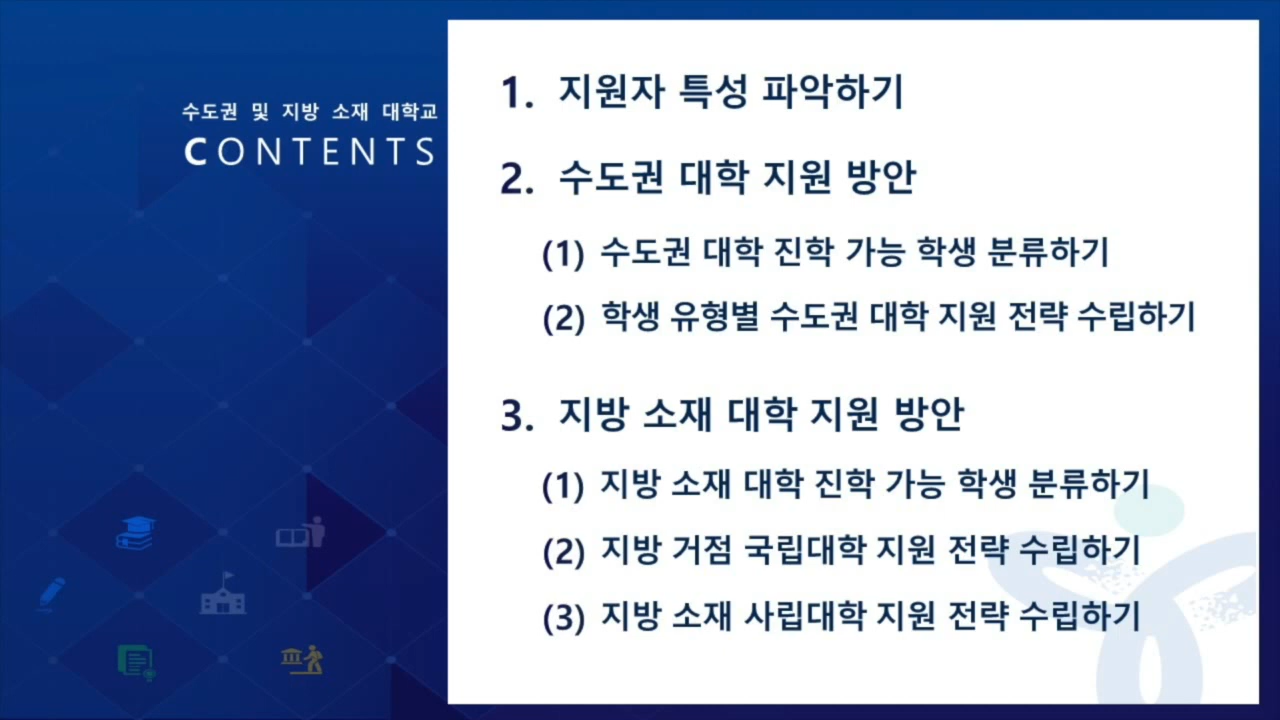 수도권 및 지방 소재 대학교
CONTENTS
1. 지원자 특성 파악하기
2. 수도권 대학 지원 방안
(1) 수도권 대학 진학 가능 학생 분류하기
(2) 학생 유형별 수도권 대학 지원 전략 수립하기
3. 지방 소재 대학 지원 방안
(1) 지방 소재 대학 진학 가능 학생 분류하기
(2) 지방 거점 국립대학 지원 전략 수립하기
(3) 지방 소재 사립대학 지원 전략 수립하기